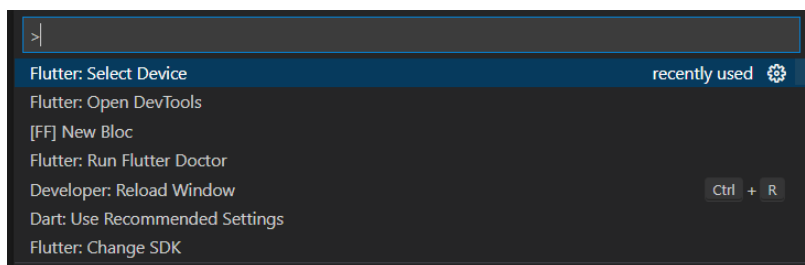 >
Flutter: Select Device recently used
Flutter: Open DevTools
[FF] New Bloc
Flutter: Run Flutter Doctor
Developer: Reload Window Ctrl + R
Dart: Use Recommended Settings
Flutter: Change SDK